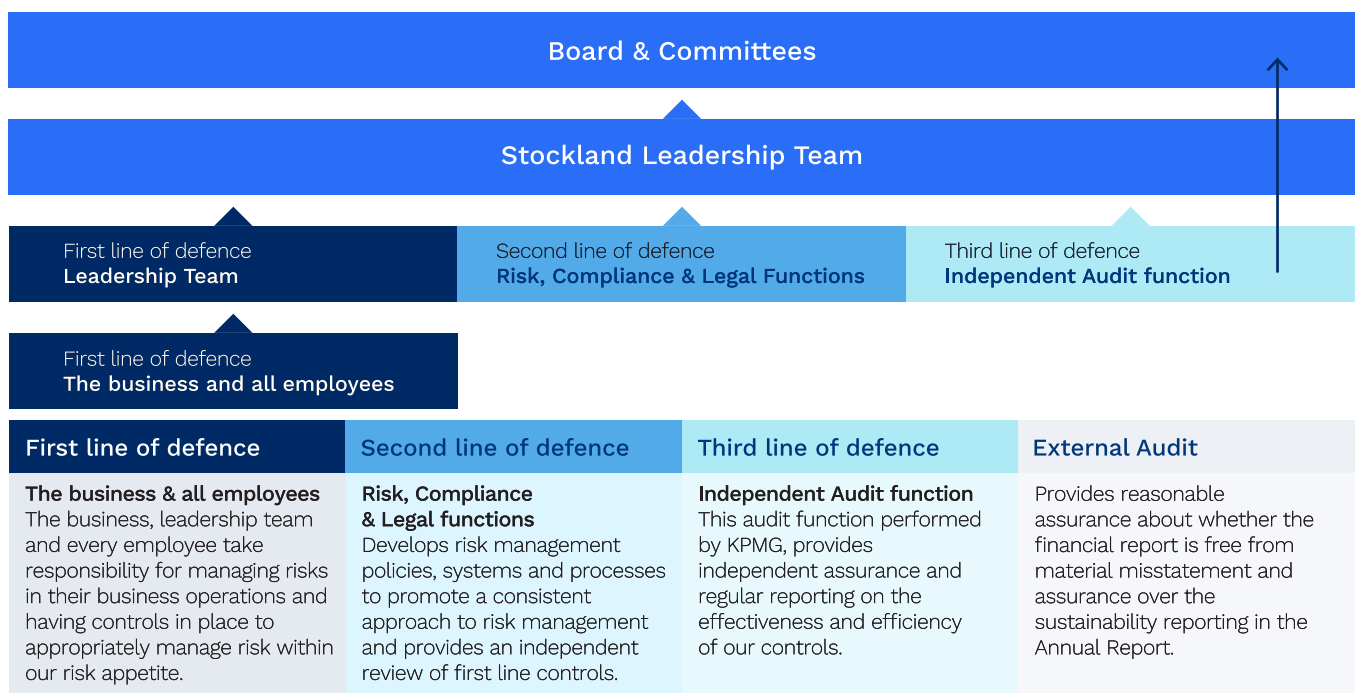 Board & Committees
Stockland Leadership Team
First line of defence
Leadership Team
Second line of defence
Risk, Compliance & Legal Functions
Third line of defence
Independent Audit function
First line of defence
The business and all employees
First line of defence
The business & all employees
The business, leadership team
and every employee take
responsibility for managing risks
in their business operations and
having controls in place to
appropriately manage risk within
our risk appetite.
Second line of defence
Risk, Compliance
& Legal functions
Develops risk management
policies, systems and processes
to promote a consistent
approach to risk management
and provides an independent
review of first line controls.
Third line of defence
Independent Audit function
This audit function performed
by KPMG, provides
independent assurance and
regular reporting on the
effectiveness and efficiency
of our controls.
External Audit
Provides reasonable
assurance about whether the
financial report is free from
material misstatement and
assurance over the
sustainability reporting in the
Annual Report.